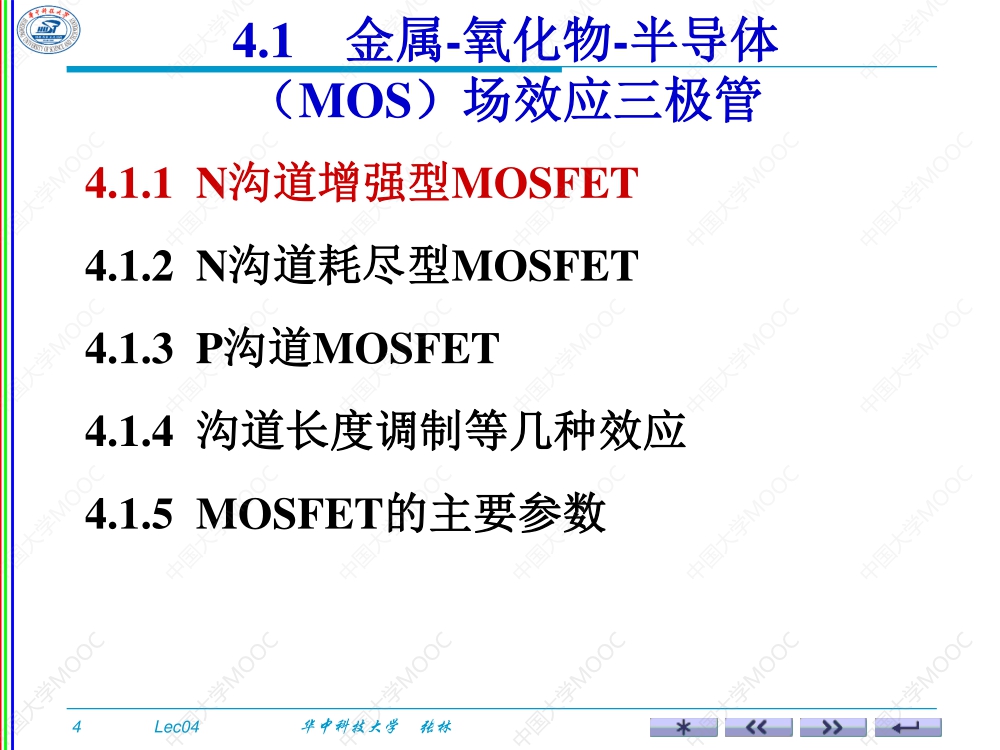 4.1 金属-氧化物-半导体
（MOS）场效应三极管
4.1.1 N沟道增强型MOSFET
4.1.2 N沟道耗尽型MOSFET
4.1.3 P沟道MOSFET
4.1.4 沟道长度调制等几种效应
4.1.5 MOSFET的主要参数
4 Lec04 华中科技大学 张林
中国大学MOOC